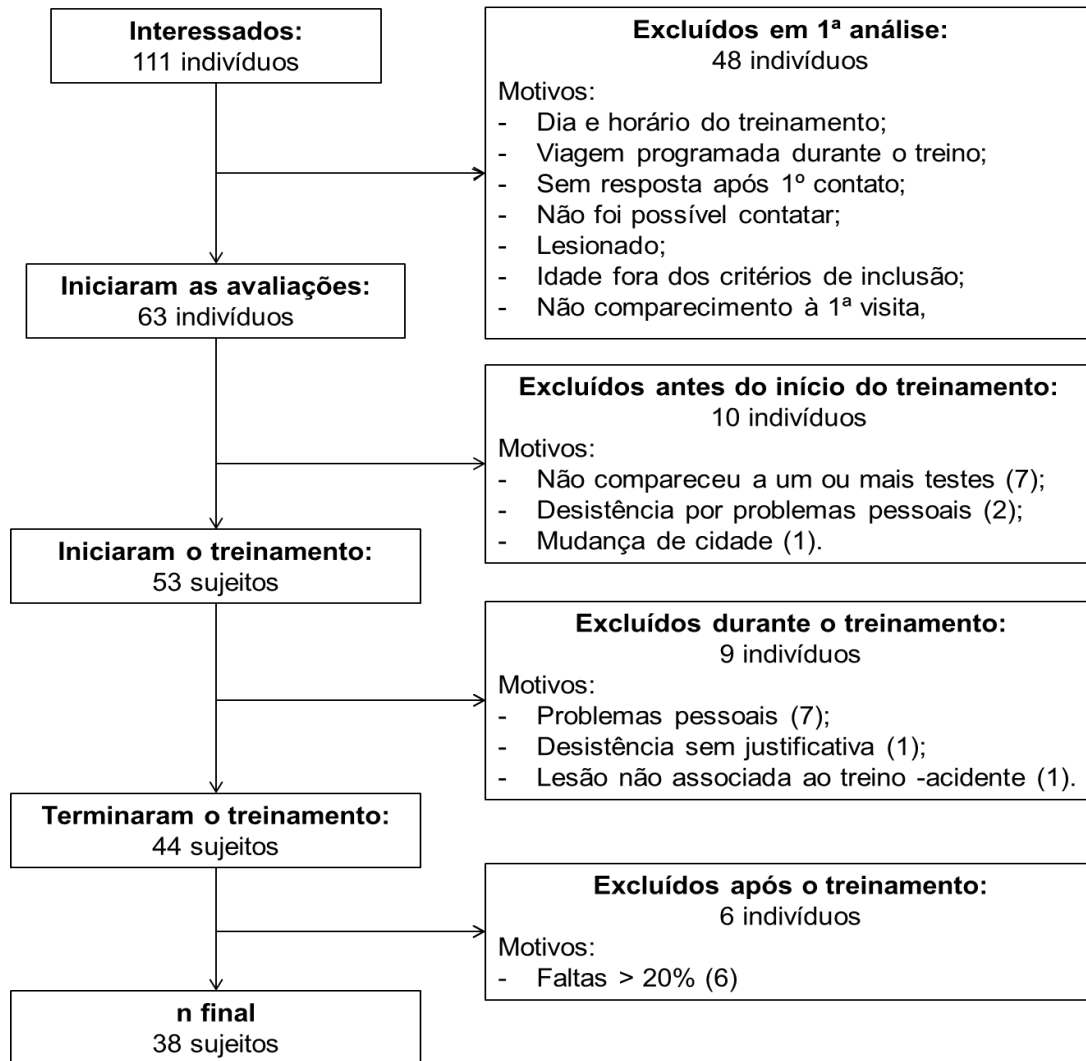 Interessados:
111 indivíduos
Excluídos em 1ª análise:
48 indivíduos
Motivos:
- Dia e horário do treinamento;
- Viagem programada durante o treino;
- Sem resposta após 1º contato;
- Não foi possível contatar;
- Lesionado;
- Idade fora dos critérios de inclusão;
- Não comparecimento à 1ª visita,
Iniciaram as avaliações:
63 indivíduos
Excluídos antes do início do treinamento:
10 indivíduos
Motivos:
- Não compareceu a um ou mais testes (7);
- Desistência por problemas pessoais (2);
- Mudança de cidade (1).
Iniciaram o treinamento:
53 sujeitos
Excluídos durante o treinamento:
9 indivíduos
Motivos:
- Problemas pessoais (7);
- Desistência sem justificativa (1);
- Lesão não associada ao treino -acidente (1).
Terminaram o treinamento:
44 sujeitos
Excluídos após o treinamento:
6 indivíduos
Motivos:
- Faltas > 20% (6)
n final
38 sujeitos